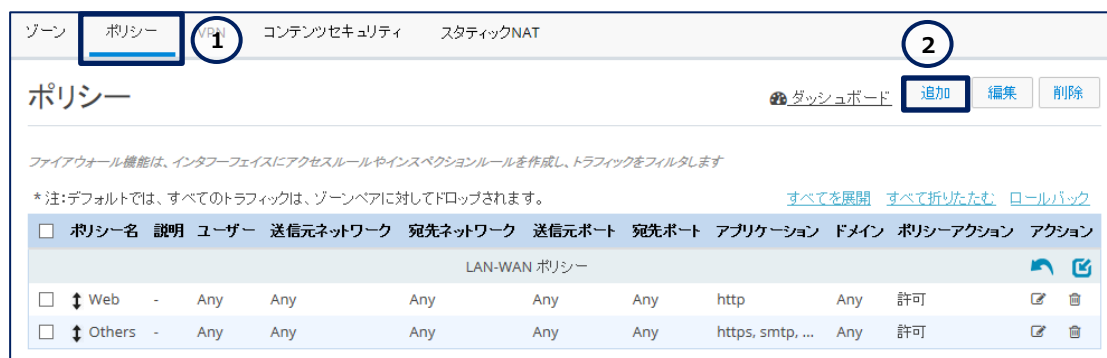 ゾーン ポリシー VPN コンテンツセキュリティ スタティックNAT
1
2
ポリシー ダッシュボード 追加 編集 削除
ファイアウォール機能は、インタフーフェイスにアクセスルールやインスペクションルールを作成し、トラフィックをフィルタします
*注:デフォルトでは、すべてのトラフィックは、ゾーンペアに対してドロップされます。 すべてを展開 すべて折りたたむ ロールバック
ポリシー名 説明 ユーザー 送信元ネットワーク 宛先ネットワーク 送信元ポート 宛先ポート アプリケーション ドメイン ポリシーアクション アクション
LAN-WAN ポリシー
Web - Any Any Any Any Any http Any 許可
Others - Any Any Any Any Any https, smtp, ... Any 許可